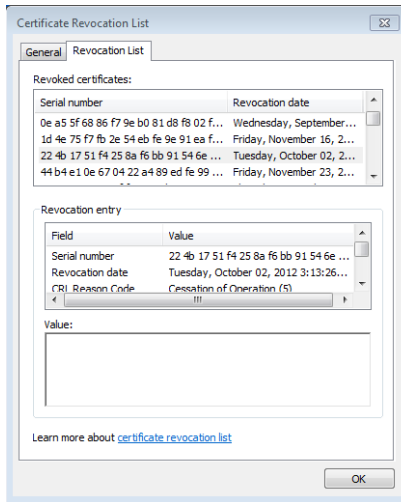 Certificate Revocation List
General Revocation List
Revoked certificates:
Serial number Revocation date
0e a5 5f 68 86 f7 9e b0 81 d8 f8 02 f... Wednesday, September...
1d 4e 75 f7 fb 2e 54 eb fe 9e 91 ea f... Friday, November 16, 2...
22 4b 17 51 f4 25 8a f6 bb 91 54 6e ... Tuesday, October 02, 2...
44 b4 e1 0e 67 04 22 a4 89 ed fe 99 ... Friday, November 23, 2...
Revocation entry
Field Value
Serial number 22 4b 17 51 f4 25 8a f6 bb 91 54 6e ...
Revocation date Tuesday, October 02, 2012 3:13:26...
CRL Reason Code Cessation of Operation (5)
Value:
Learn more about certificate revocation list
OK